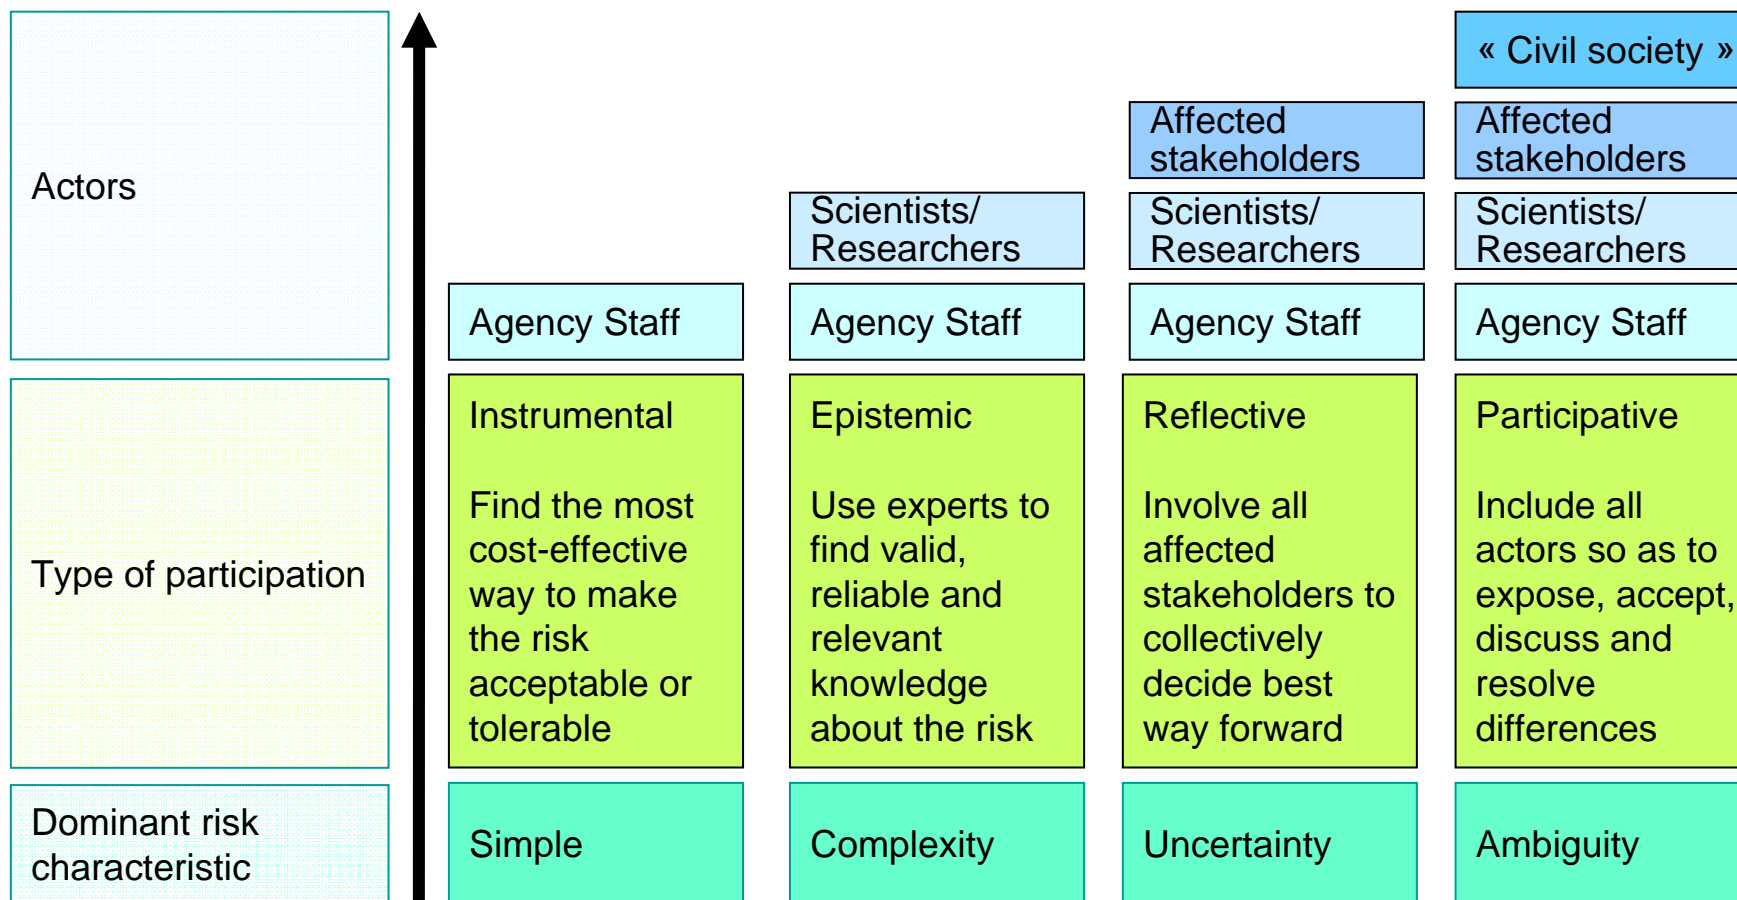 Actors
Type of participation
Dominant risk
characteristic
Agency Staff
Instrumental
Find the most
cost-effective
way to make
the risk
acceptable or
tolerable
Simple
Scientists/
Researchers
Agency Staff
Epistemic
Use experts to
find valid,
reliable and
relevant
knowledge
about the risk
Complexity
Affected
stakeholders
Scientists/
Researchers
Agency Staff
Reflective
Involve all
affected
stakeholders to
collectively
decide best
way forward
Uncertainty
« Civil society »
Affected
stakeholders
Scientists/
Researchers
Agency Staff
Participative
Include all
actors so as to
expose, accept,
discuss and
resolve
differences
Ambiguity